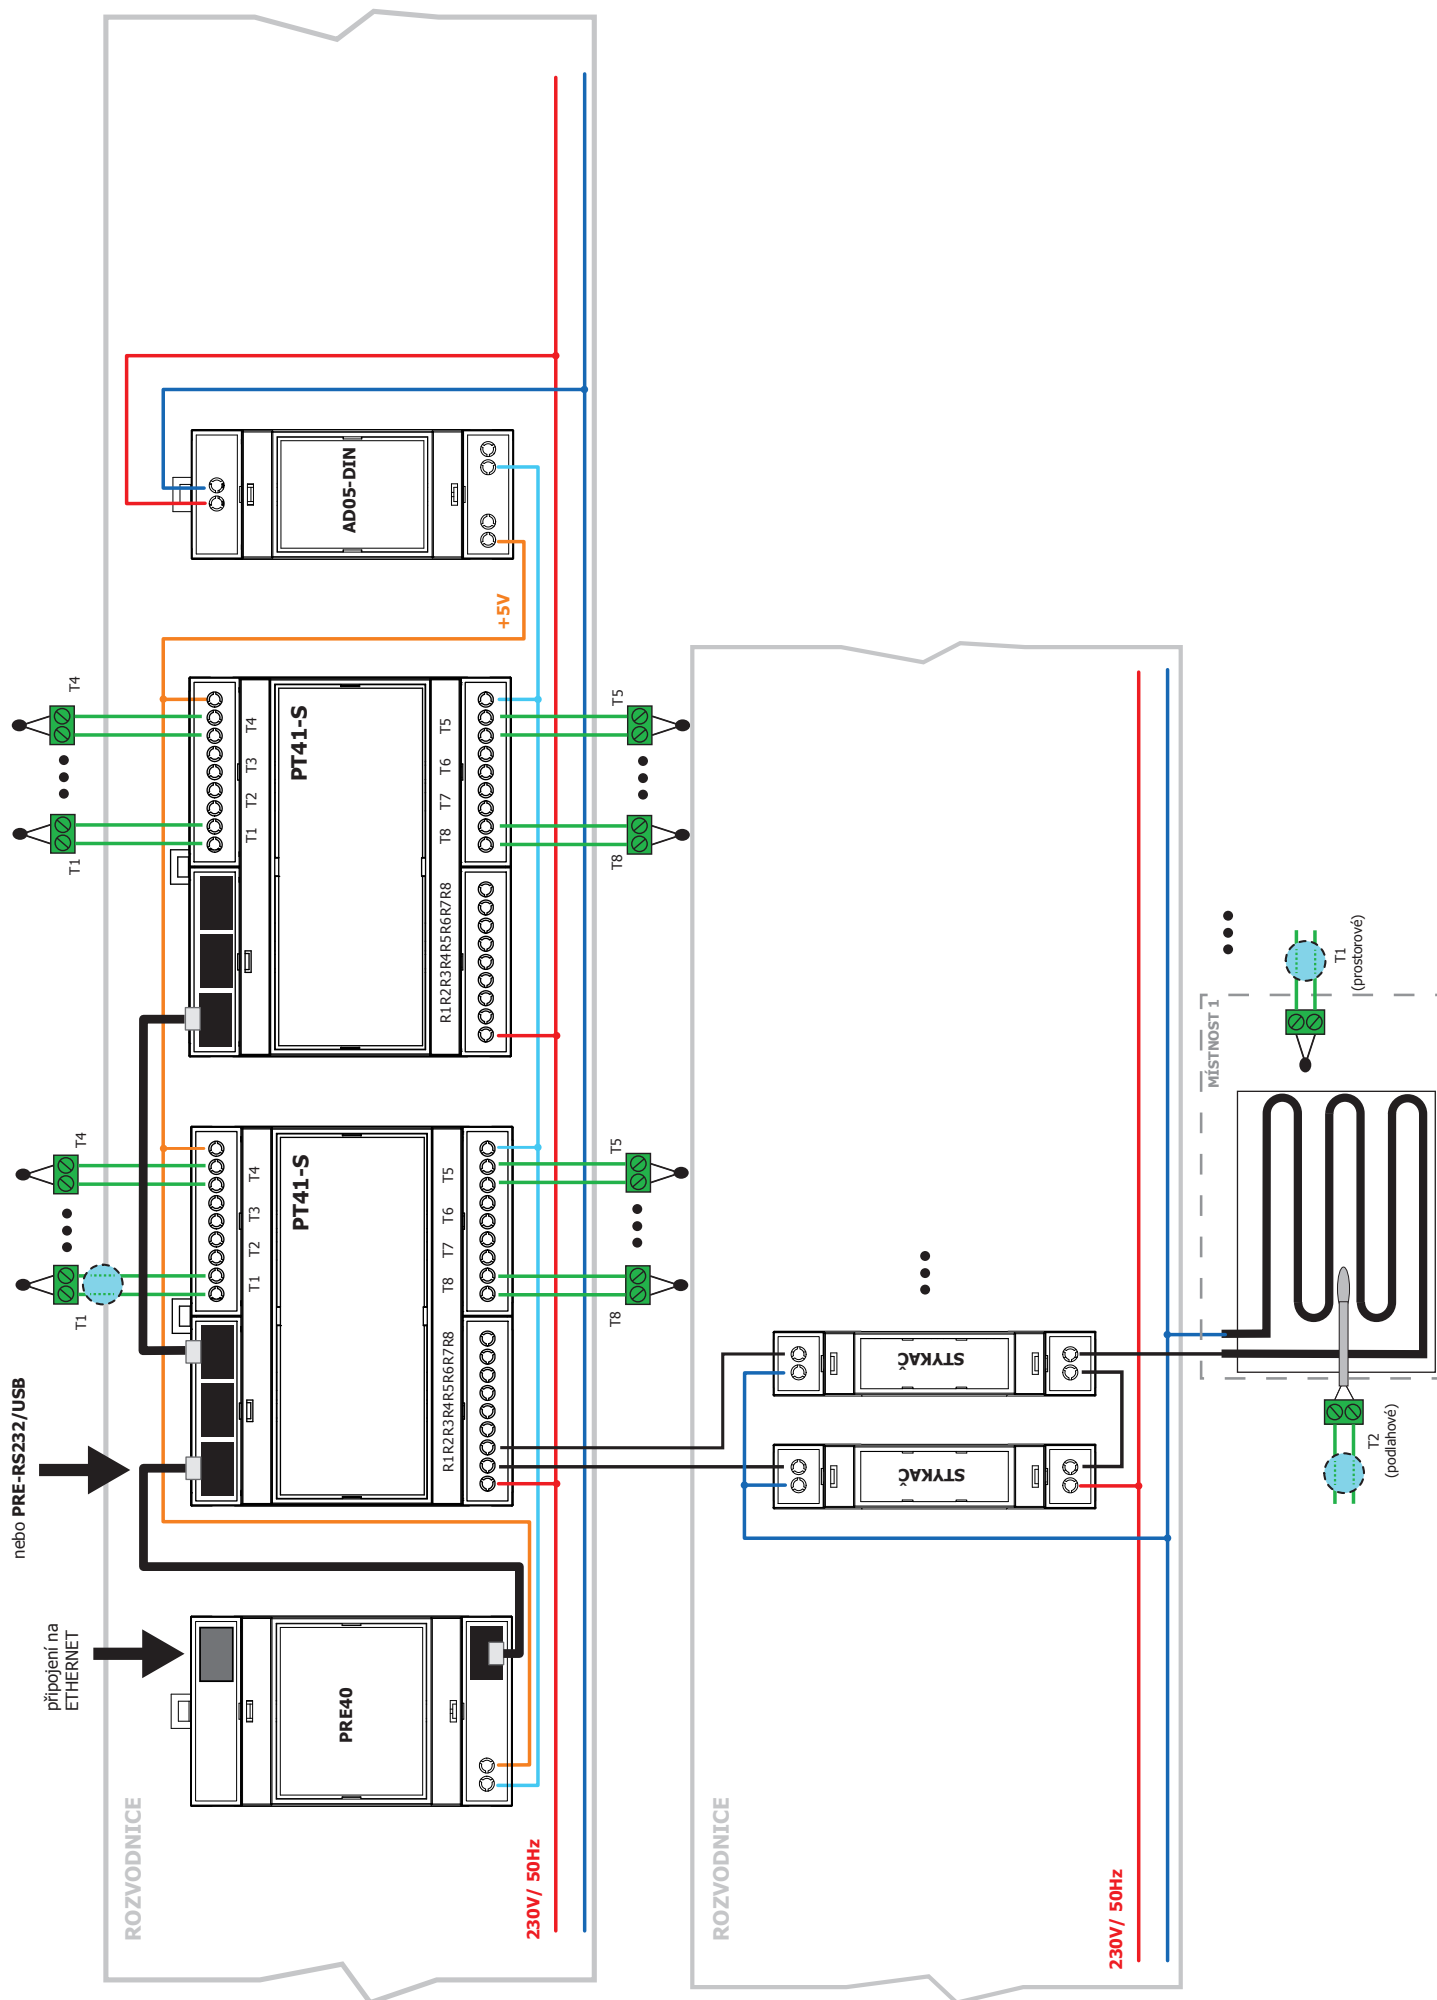 nebo PRE-RS232/USB
připojení na
ETHERNET
T1
T4
T1
T4
ROZVODNICE
T1 T2 T3 T4
T1 T2 T3 T4
PRE40
PT41-S
PT41-S
AD05-DIN
R1R2R3R4R5R6R7R8 T8 T7 T6 T5
R1R2R3R4R5R6R7R8 T8 T7 T6 T5
+5V
230V/ 50Hz
T8
T5
T8
T5
ROZVODNICE
STYKAČ
STYKAČ
230V/ 50Hz
MÍSTNOST 1
T1
(prostorové)
T2
(podlahové)